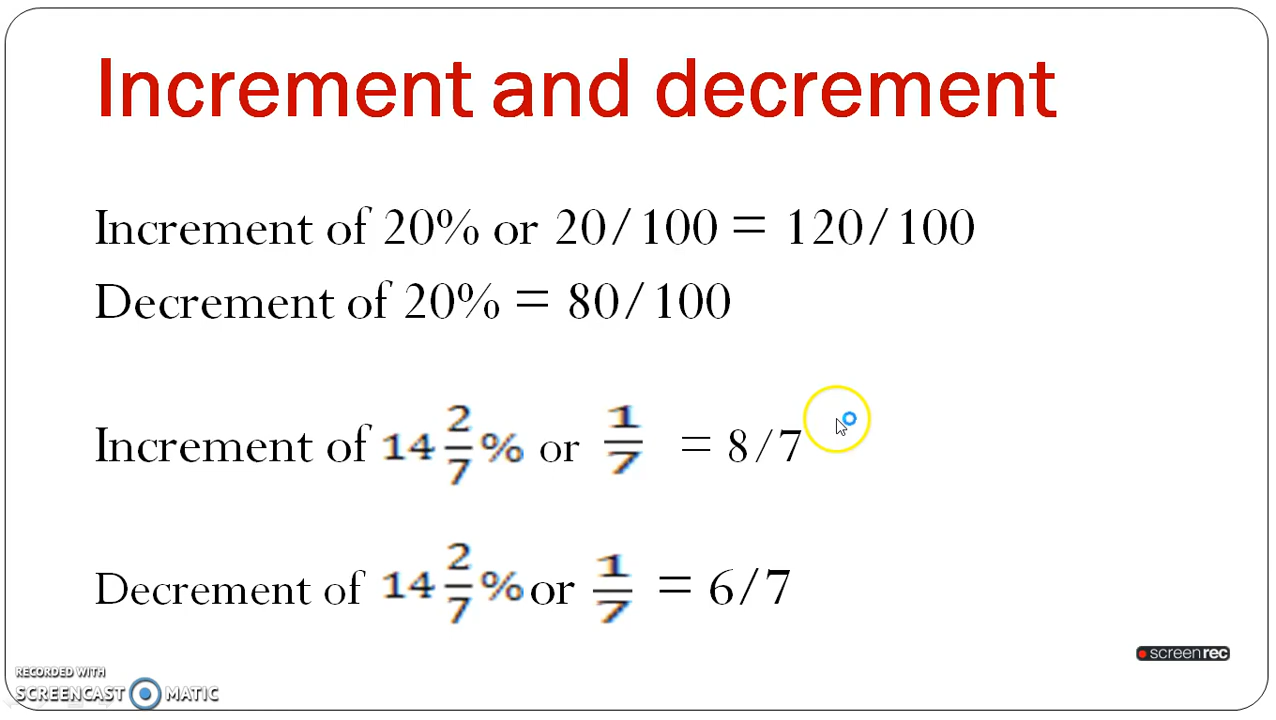 Increment and decrement
Increment of 20% or 20/100 = 120/100
Decrement of 20% = 80/100
Increment of 14 2/7 % or 1/7 = 8/7
Decrement of 14 2/7 % or 1/7 = 6/7
screenrec
RECORDED WITH
SCREENCAST MATIC